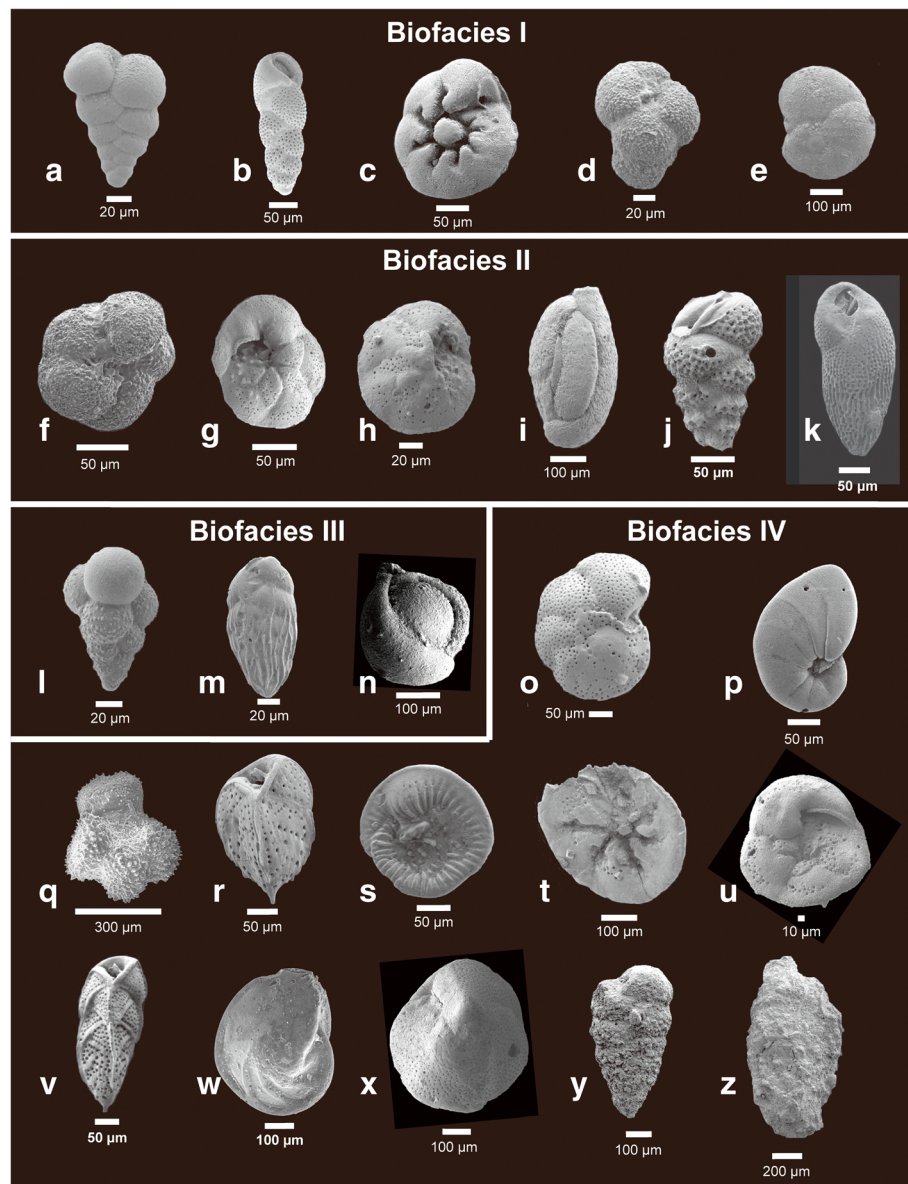 Biofacies I
a
b
c
d
e
20 µm
50 µm
50 µm
20 µm
100 µm
Biofacies II
f
g
h
i
j
k
50 µm
50 µm
20 µm
100 µm
50 µm
50 µm
Biofacies III
l
m
n
20 µm
20 µm
100 µm
Biofacies IV
o
p
50 µm
50 µm
q
r
s
t
u
300 µm
50 µm
50 µm
100 µm
10 µm
v
w
x
y
z
50 µm
100 µm
100 µm
100 µm
200 µm